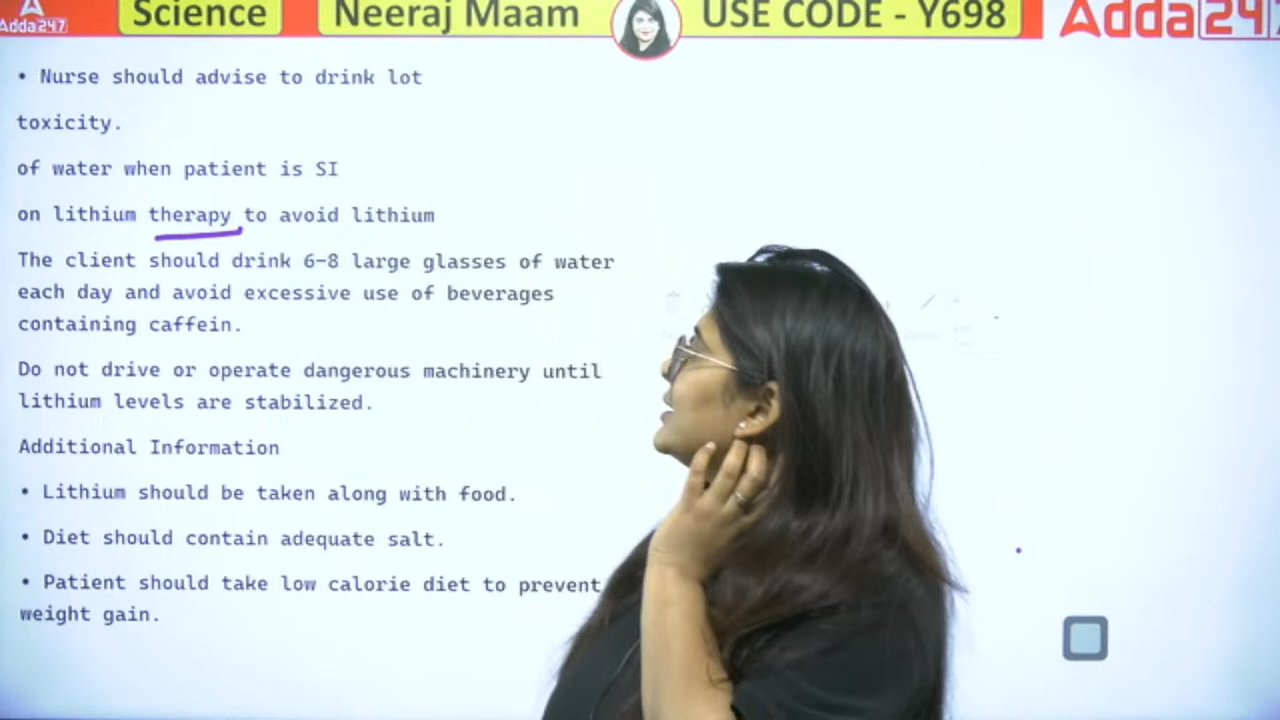 Adda247
Science
Neeraj Maam
USE CODE - Y698
Adda247
• Nurse should advise to drink lot
toxicity.
of water when patient is SI
on lithium therapy to avoid lithium
The client should drink 6-8 large glasses of water
each day and avoid excessive use of beverages
containing caffein.
Do not drive or operate dangerous machinery until
lithium levels are stabilized.
Additional Information
• Lithium should be taken along with food.
• Diet should contain adequate salt.
• Patient should take low calorie diet to prevent
weight gain.